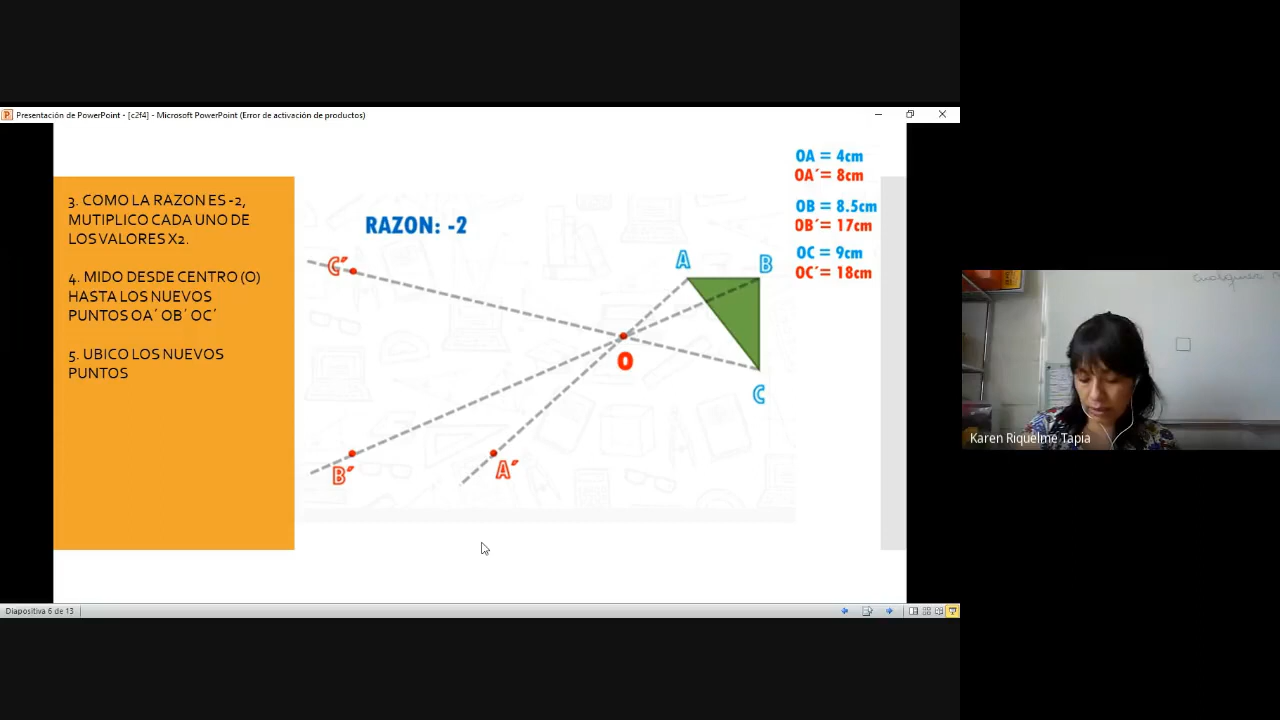 Presentación de PowerPoint - [c2f4] - Microsoft PowerPoint (Error de activación de productos)
3. COMO LA RAZON ES -2,
MUTIPLICO CADA UNO DE
LOS VALORES X2.
4. MIDO DESDE CENTRO (O)
HASTA LOS NUEVOS
PUNTOS OA´ OB´ OC´
5. UBICO LOS NUEVOS
PUNTOS
RAZON: -2
OA = 4cm
OA´= 8cm
OB = 8.5cm
OB´= 17cm
OC = 9cm
OC´= 18cm
C´
A
B
O
C
B´
A´
Karen Riquelme Tapia
Diapositiva 6 de 13